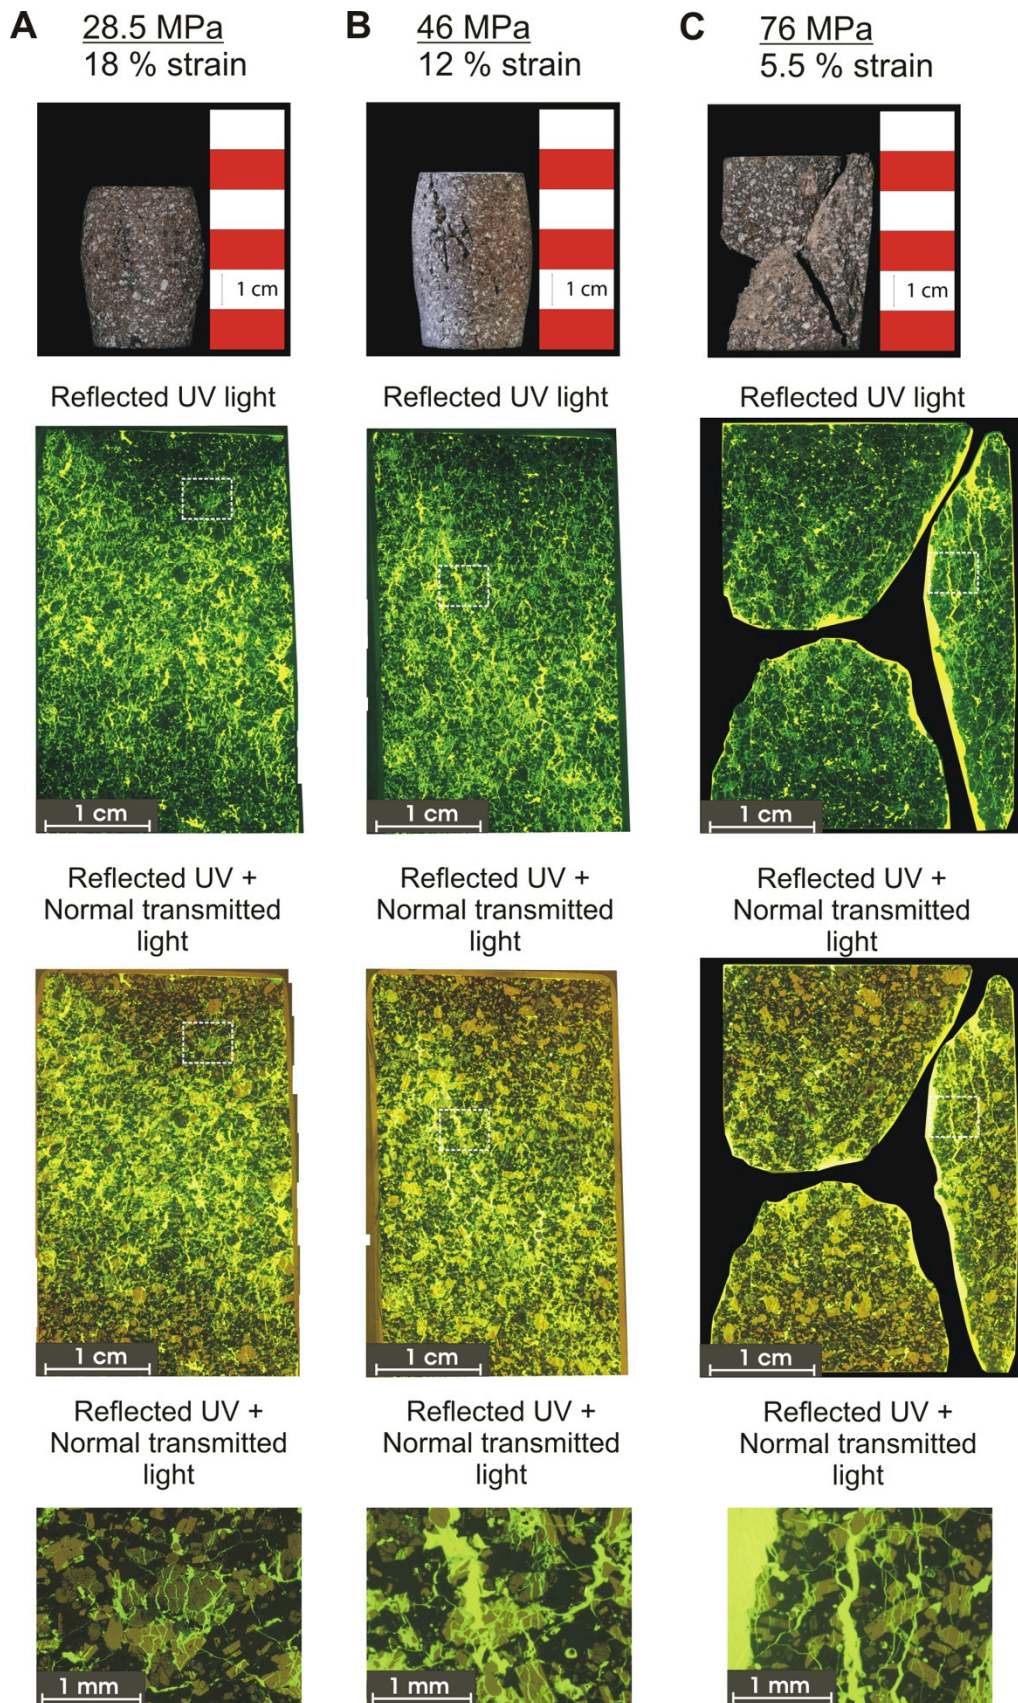 A
28.5 MPa
18 % strain
B
46 MPa
12 % strain
C
76 MPa
5.5 % strain
1 cm
1 cm
1 cm
Reflected UV light
Reflected UV light
Reflected UV light
1 cm
1 cm
1 cm
Reflected UV +
Normal transmitted
light
Reflected UV +
Normal transmitted
light
Reflected UV +
Normal transmitted
light
1 cm
1 cm
1 cm
Reflected UV +
Normal transmitted
light
Reflected UV +
Normal transmitted
light
Reflected UV +
Normal transmitted
light
1 mm
1 mm
1 mm